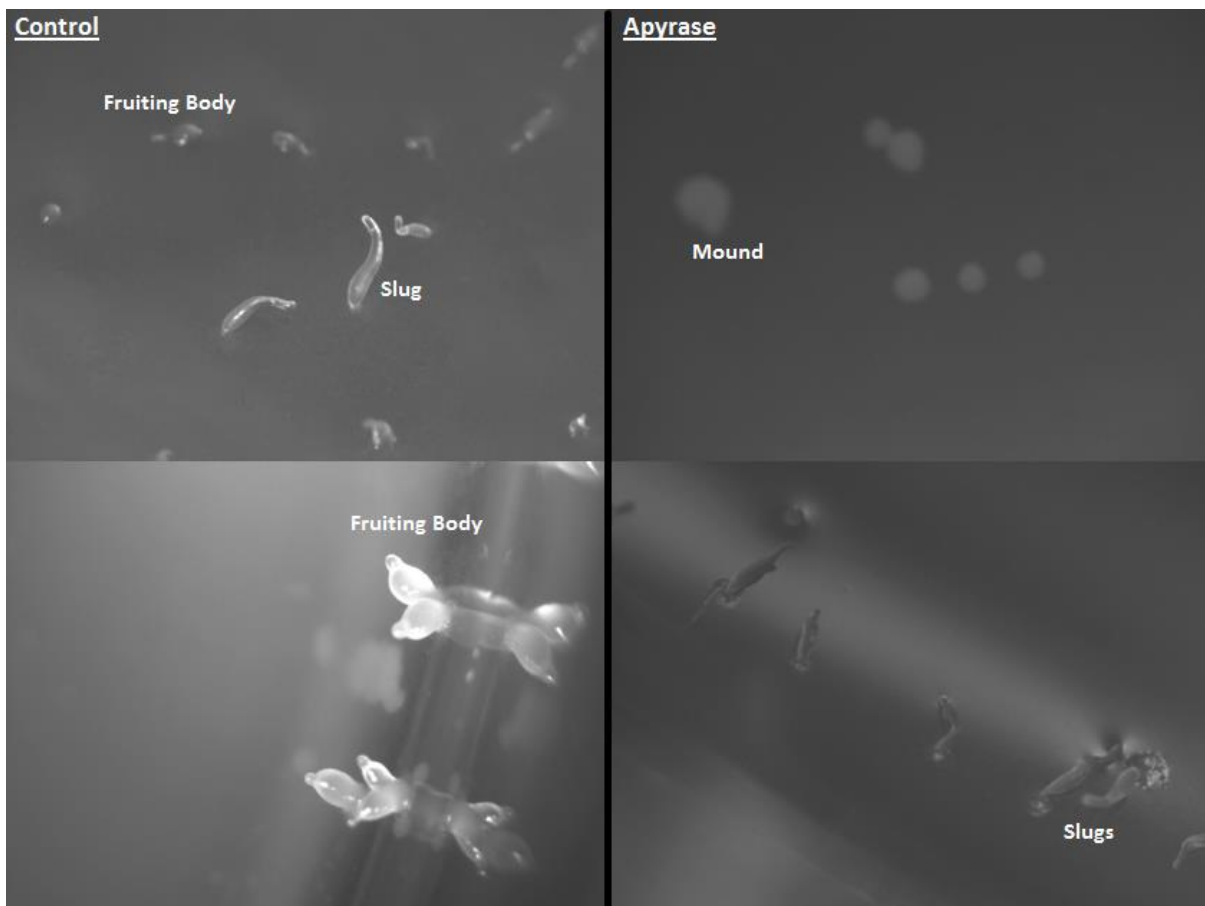 Control
Apyrase
Fruiting Body
Slug
Mound
Fruiting Body
Slugs